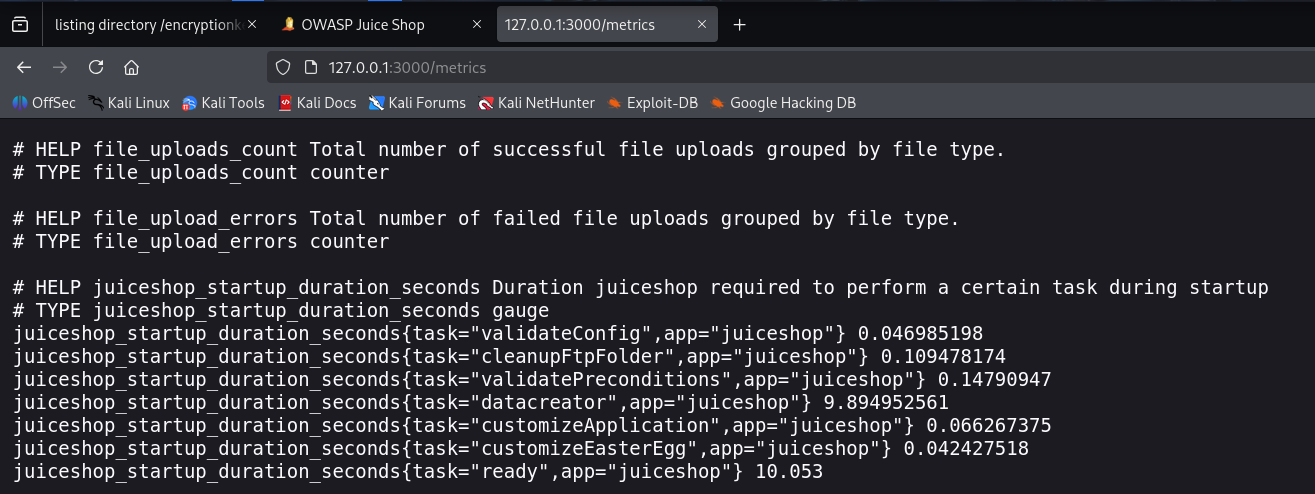 listing directory /encryptionk
OWASP Juice Shop
127.0.0.1:3000/metrics
127.0.0.1:3000/metrics
OffSec
Kali Linux
Kali Tools
Kali Docs
Kali Forums
Kali NetHunter
Exploit-DB
Google Hacking DB
# HELP file_uploads_count Total number of successful file uploads grouped by file type.
# TYPE file_uploads_count counter
# HELP file_upload_errors Total number of failed file uploads grouped by file type.
# TYPE file_upload_errors counter
# HELP juiceshop_startup_duration_seconds Duration juiceshop required to perform a certain task during startup
# TYPE juiceshop_startup_duration_seconds gauge
juiceshop_startup_duration_seconds{task="validateConfig",app="juiceshop"} 0.046985198
juiceshop_startup_duration_seconds{task="cleanupFtpFolder",app="juiceshop"} 0.109478174
juiceshop_startup_duration_seconds{task="validatePreconditions",app="juiceshop"} 0.14790947
juiceshop_startup_duration_seconds{task="datacreator",app="juiceshop"} 9.894952561
juiceshop_startup_duration_seconds{task="customizeApplication",app="juiceshop"} 0.066267375
juiceshop_startup_duration_seconds{task="customizeEasterEgg",app="juiceshop"} 0.042427518
juiceshop_startup_duration_seconds{task="ready",app="juiceshop"} 10.053